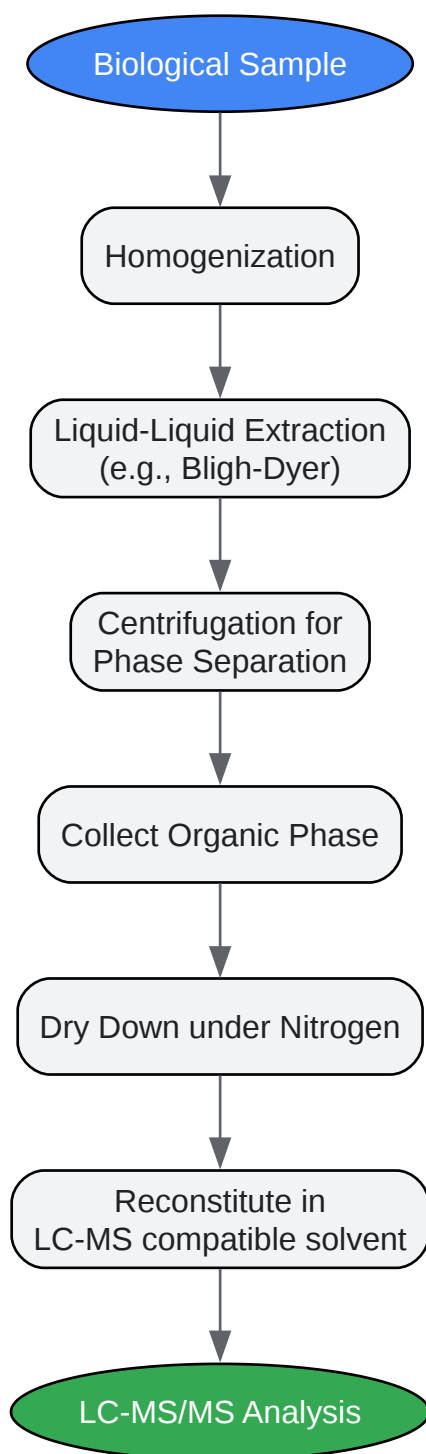 Biological Sample
Homogenization
Liquid-Liquid Extraction
(e.g., Bligh-Dyer)
Centrifugation for
Phase Separation
Collect Organic Phase
Dry Down under Nitrogen
Reconstitute in
LC-MS compatible solvent
LC-MS/MS Analysis